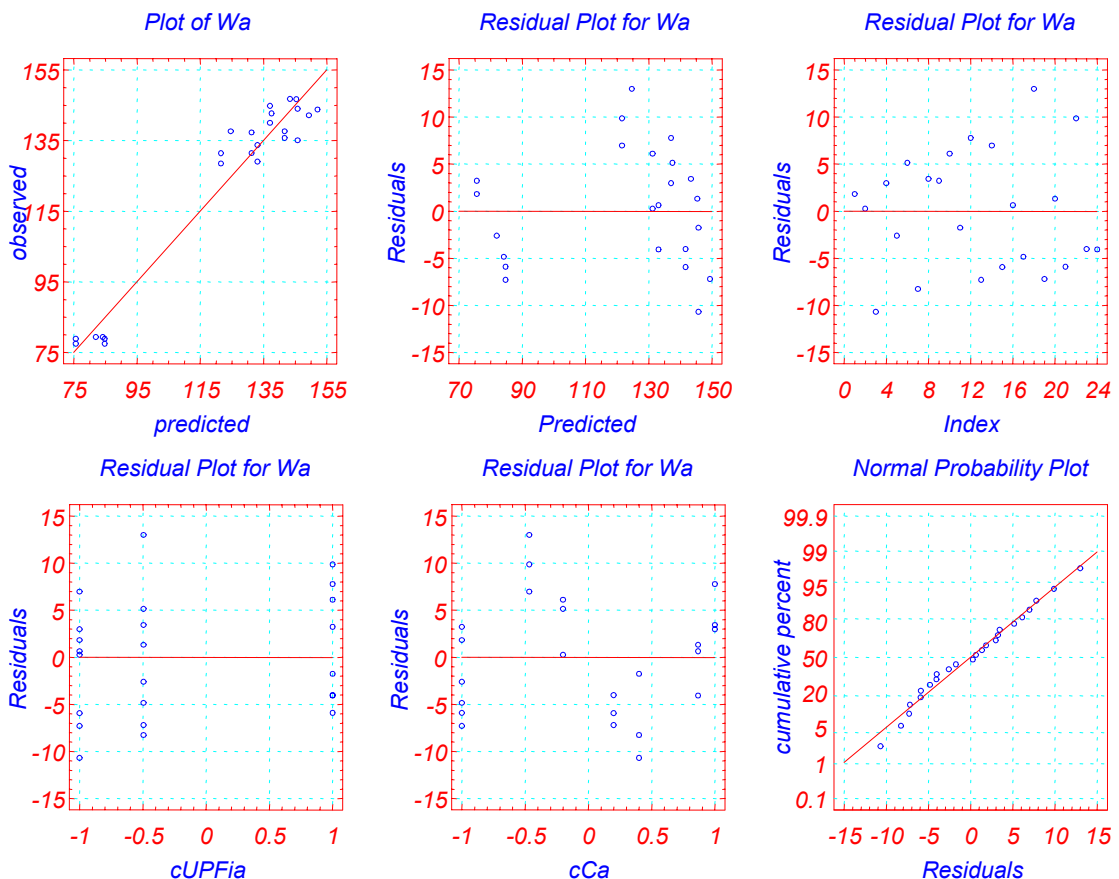 Plot of Wa
155
135
115
95
75
observed
75 95 115 135 155
predicted
Residual Plot for Wa
15
10
5
0
-5
-10
-15
Residuals
70 90 110 130 150
Predicted
Residual Plot for Wa
15
10
5
0
-5
-10
-15
Residuals
0 4 8 12 16 20 24
Index
Residual Plot for Wa
15
10
5
0
-5
-10
-15
Residuals
-1 -0.5 0 0.5 1
cUPFia
Residual Plot for Wa
15
10
5
0
-5
-10
-15
Residuals
-1 -0.5 0 0.5 1
cCa
Normal Probability Plot
99.9
99
95
80
50
20
5
1
0.1
cumulative percent
-15 -10 -5 0 5 10 15
Residuals